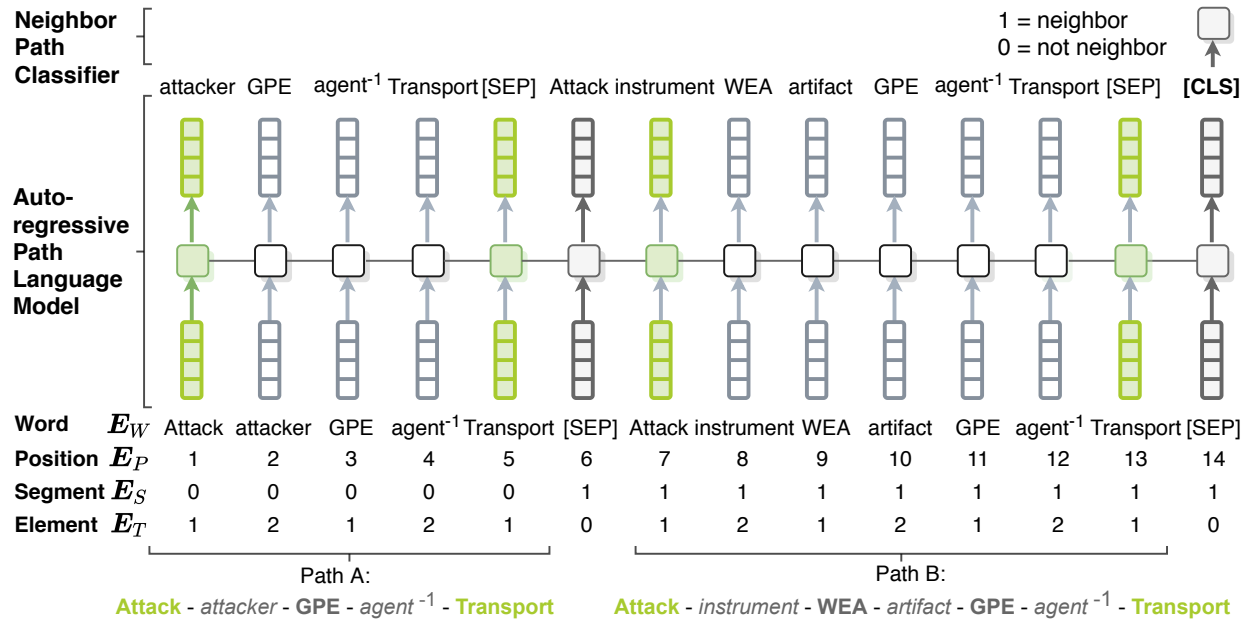 Neighbor
Path
Classifier
1 = neighbor
0 = not neighbor
attacker GPE agent⁻¹ Transport [SEP] Attack instrument WEA artifact GPE agent⁻¹ Transport [SEP] [CLS]
Auto-
regressive
Path
Language
Model
Word E_W Attack attacker GPE agent⁻¹ Transport [SEP] Attack instrument WEA artifact GPE agent⁻¹ Transport [SEP]
Position E_P 1 2 3 4 5 6 7 8 9 10 11 12 13 14
Segment E_S 0 0 0 0 0 1 1 1 1 1 1 1 1 1
Element E_T 1 2 1 2 1 0 1 2 1 2 1 2 1 0
Path A:
Attack - attacker - GPE - agent⁻¹ - Transport
Path B:
Attack - instrument - WEA - artifact - GPE - agent⁻¹ - Transport